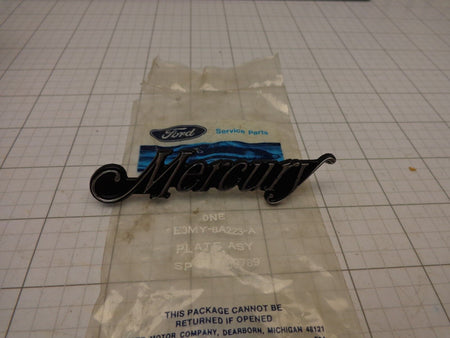 Ford
Service Parts
Mercury
ONE
E3MY-8A223-A
PLATE ASY
SP
THIS PACKAGE CANNOT BE
RETURNED IF OPENED
MOTOR COMPANY, DEARBORN, MICHIGAN 48121